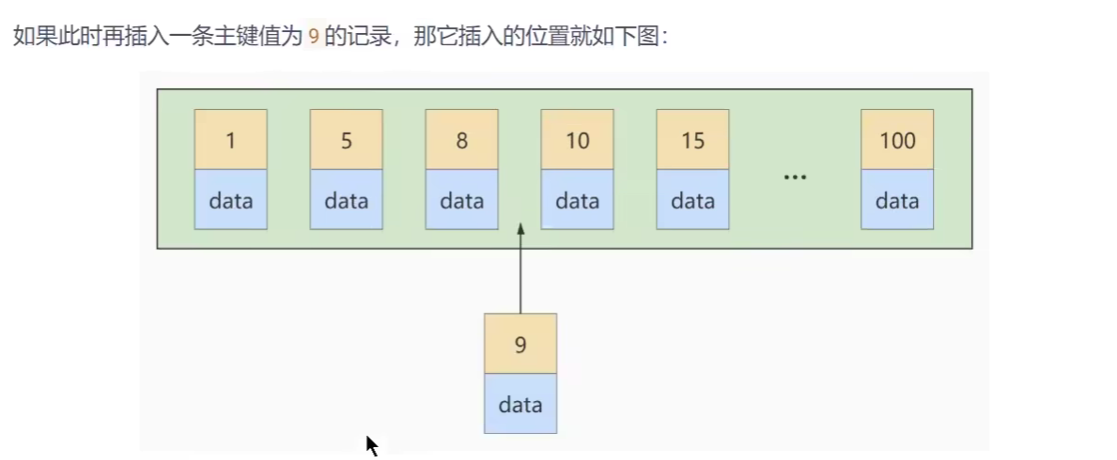 如果此时再插入一条主键值为 9 的记录，那它插入的位置就如下图：
1 5 8 10 15 100
data data data data data ... data
9
data